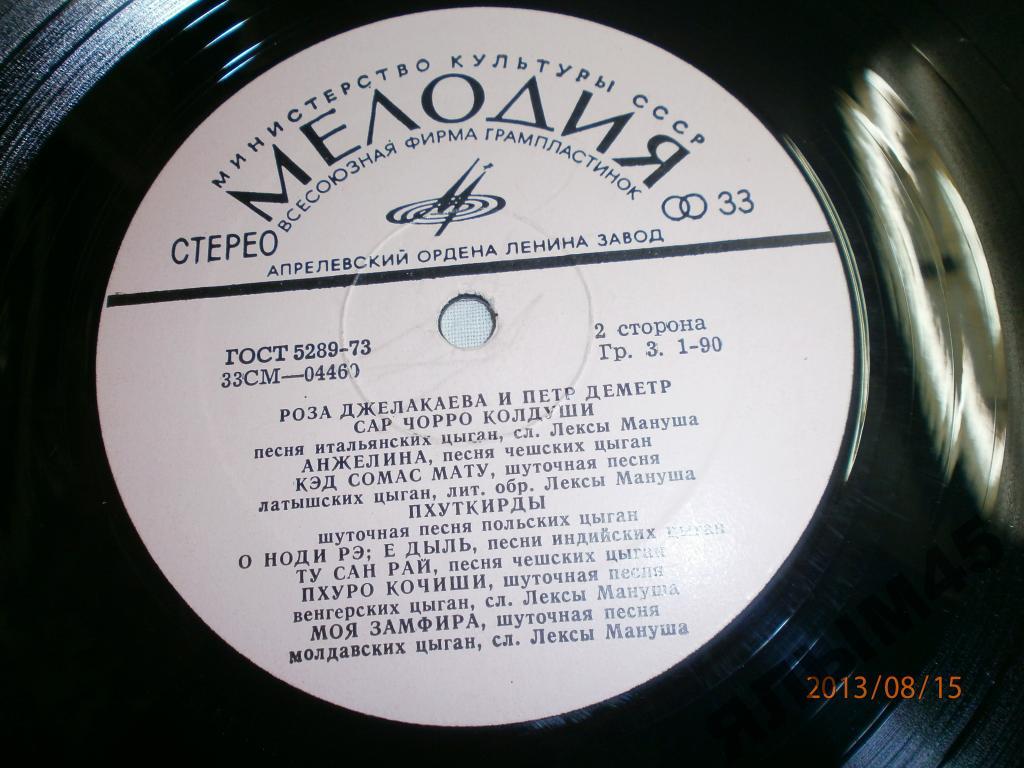 МИНИСТЕРСТВО КУЛЬТУРЫ СССР
МЕЛОДИЯ
ВСЕСОЮЗНАЯ ФИРМА ГРАМПЛАСТИНОК
СТЕРЕО
33
АПРЕЛЕВСКИЙ ОРДЕНА ЛЕНИНА ЗАВОД
ГОСТ 5289-73
2 сторона
33СМ—04460
Гр. 3. 1-90
РОЗА ДЖЕЛАКАЕВА И ПЕТР ДЕМЕТР
САР ЧОРРО КОЛДУШИ
песня итальянских цыган, сл. Лексы Мануша
АНЖЕЛИНА, песня чешских цыган
КЭД СОМАС МАТУ, шуточная песня
латышских цыган, лит. обр. Лексы Мануша
ПХУТКИРДЫ
шуточная песня польских цыган
О НОДИ РЭ; Е ДЫЛЬ, песни индийских цыган
ТУ САН РАЙ, песня чешских цыган
ПХУРО КОЧИШИ, шуточная песня
венгерских цыган, сл. Лексы Мануша
МОЯ ЗАМФИРА, шуточная песня
молдавских цыган, сл. Лексы Мануша
2013/08/15
ЯЛЫМ45